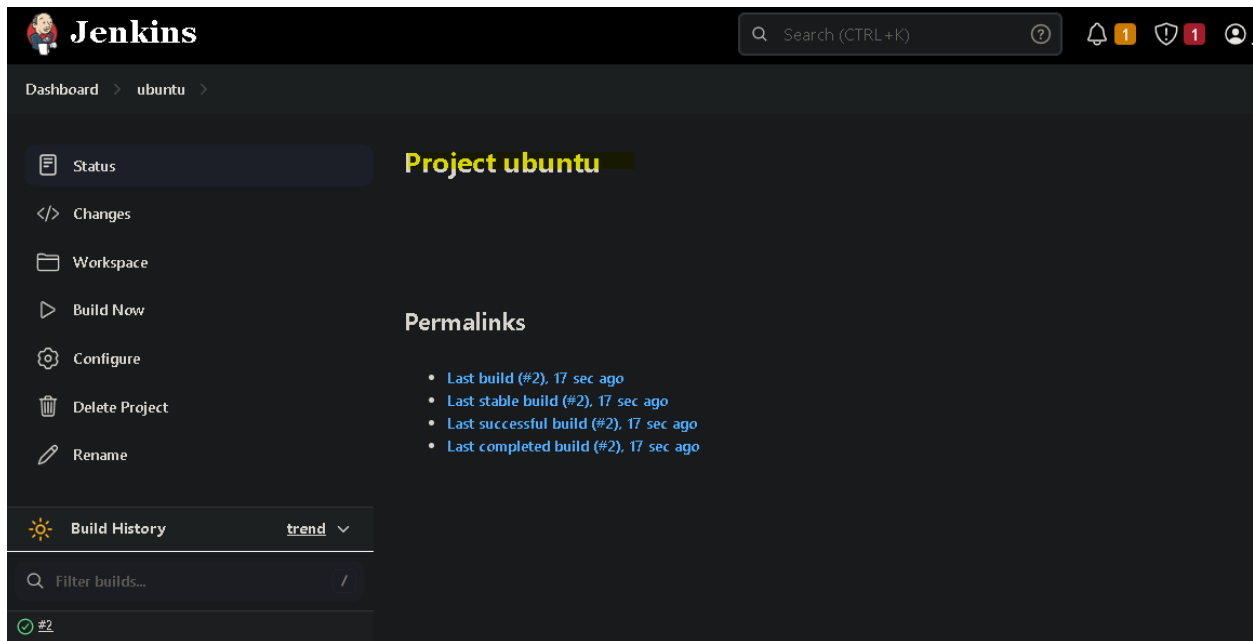 Jenkins
Search (CTRL+K) ?
1
1
Dashboard > ubuntu >
Status
Changes
Workspace
Build Now
Configure
Delete Project
Rename
Build History trend
Filter builds... /
#2
Project ubuntu
Permalinks
• Last build (#2), 17 sec ago
• Last stable build (#2), 17 sec ago
• Last successful build (#2), 17 sec ago
• Last completed build (#2), 17 sec ago